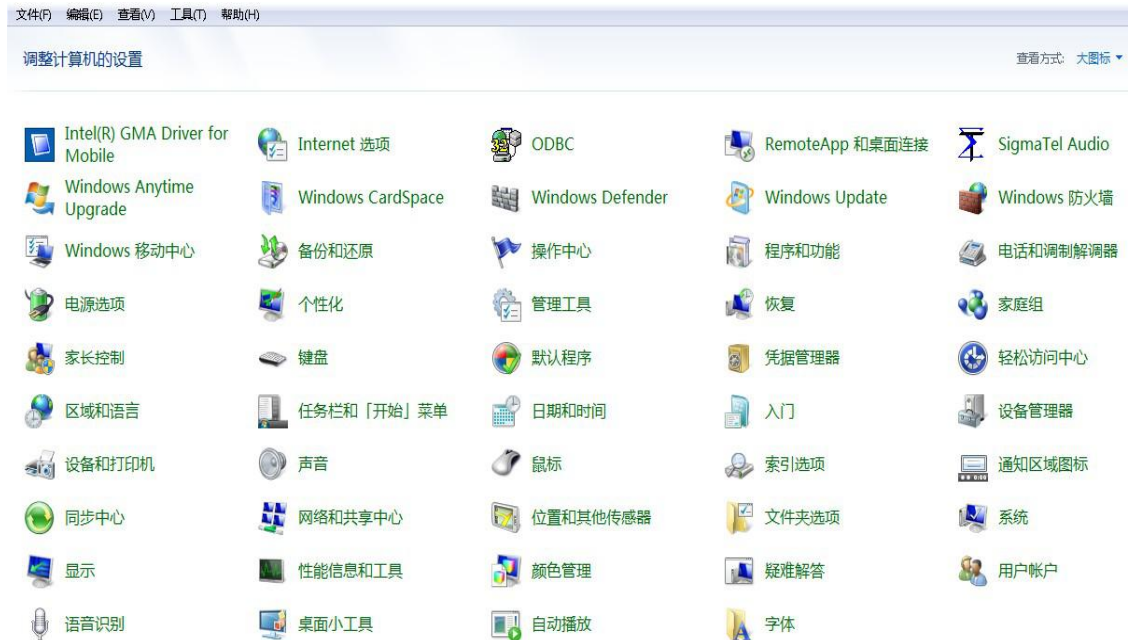 文件(F) 编辑(E) 查看(V) 工具(T) 帮助(H)
调整计算机的设置 查看方式: 大图标
Intel(R) GMA Driver for Mobile
Internet 选项
ODBC
RemoteApp 和桌面连接
SigmaTel Audio
Windows Anytime Upgrade
Windows CardSpace
Windows Defender
Windows Update
Windows 防火墙
Windows 移动中心
备份和还原
操作中心
程序和功能
电话和调制解调器
电源选项
个性化
管理工具
恢复
家庭组
家长控制
键盘
默认程序
凭据管理器
轻松访问中心
区域和语言
任务栏和「开始」菜单
日期和时间
入门
设备管理器
设备和打印机
声音
鼠标
索引选项
通知区域图标
同步中心
网络和共享中心
位置和其他传感器
文件夹选项
系统
显示
性能信息和工具
颜色管理
疑难解答
用户帐户
语音识别
桌面小工具
自动播放
字体